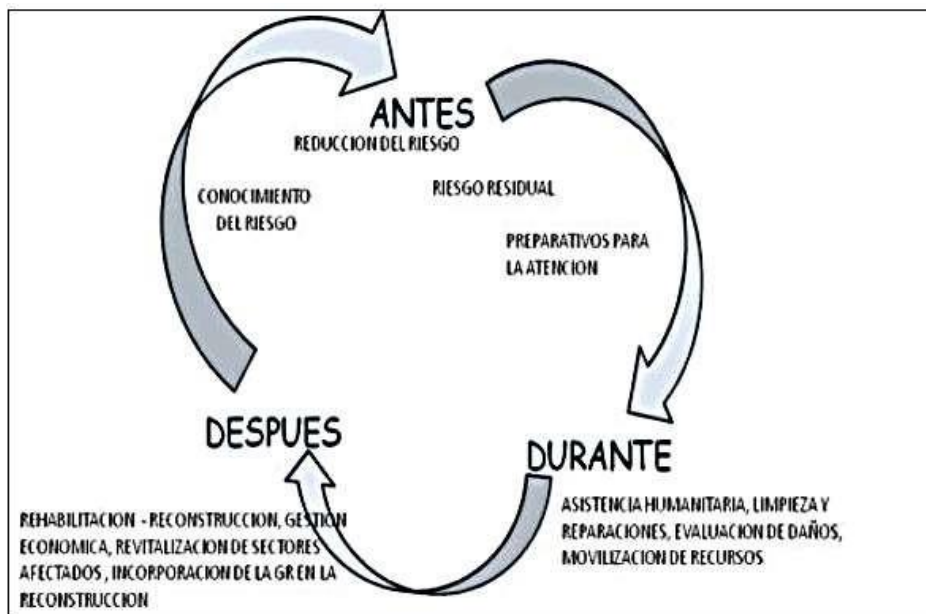 ANTES
REDUCCION DEL RIESGO
CONOCIMIENTO
DEL RIESGO
RIESGO RESIDUAL
PREPARATIVOS PARA
LA ATENCION
DESPUES
DURANTE
REHABILITACION - RECONSTRUCCION, GESTION
ECONOMICA, REVITALIZACION DE SECTORES
AFECTADOS , INCORPORACION DE LA GR EN LA
RECONSTRUCCION
ASISTENCIA HUMANITARIA, LIMPIEZA Y
REPARACIONES, EVALUACION DE DAÑOS,
MOVILIZACION DE RECURSOS